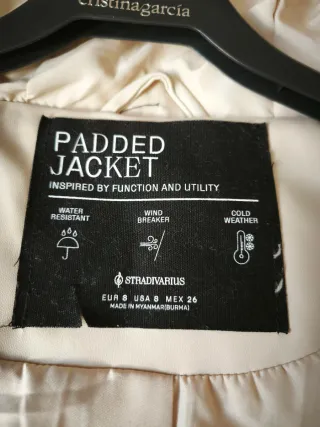 cristinagarcía
PADDED
JACKET
INSPIRED BY FUNCTION AND UTILITY
WATER
RESISTANT
WIND
BREAKER
COLD
WEATHER
STRADIVARIUS
EUR S USA S MEX 26
MADE IN MYANMAR(BURMA)